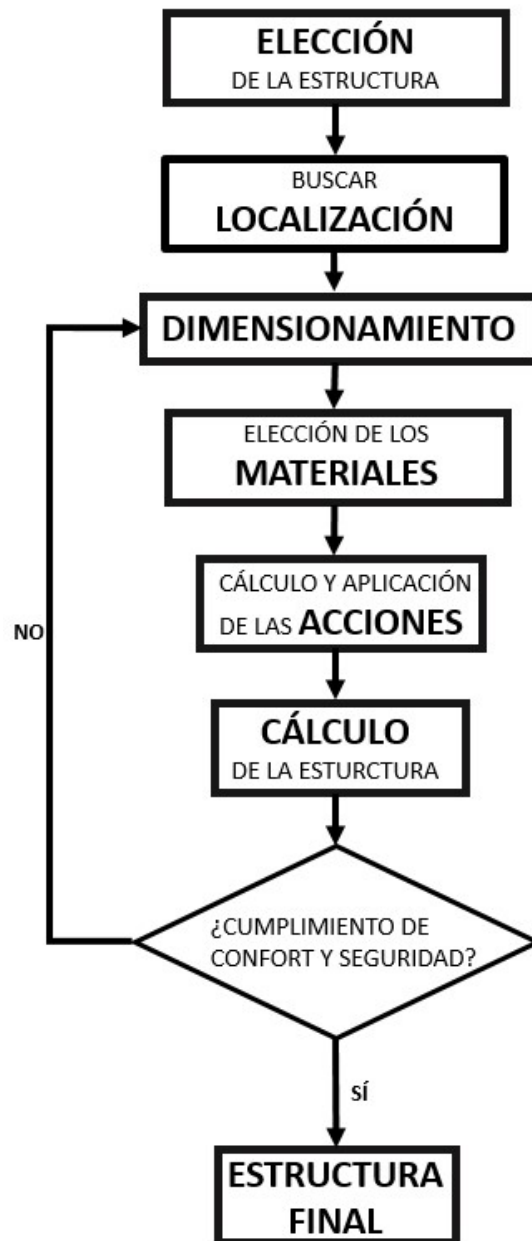 ELECCIÓN
DE LA ESTRUCTURA
BUSCAR
LOCALIZACIÓN
DIMENSIONAMIENTO
ELECCIÓN DE LOS
MATERIALES
CÁLCULO Y APLICACIÓN
DE LAS ACCIONES
NO
CÁLCULO
DE LA ESTURCTURA
¿CUMPLIMIENTO DE
CONFORT Y SEGURIDAD?
SÍ
ESTRUCTURA
FINAL